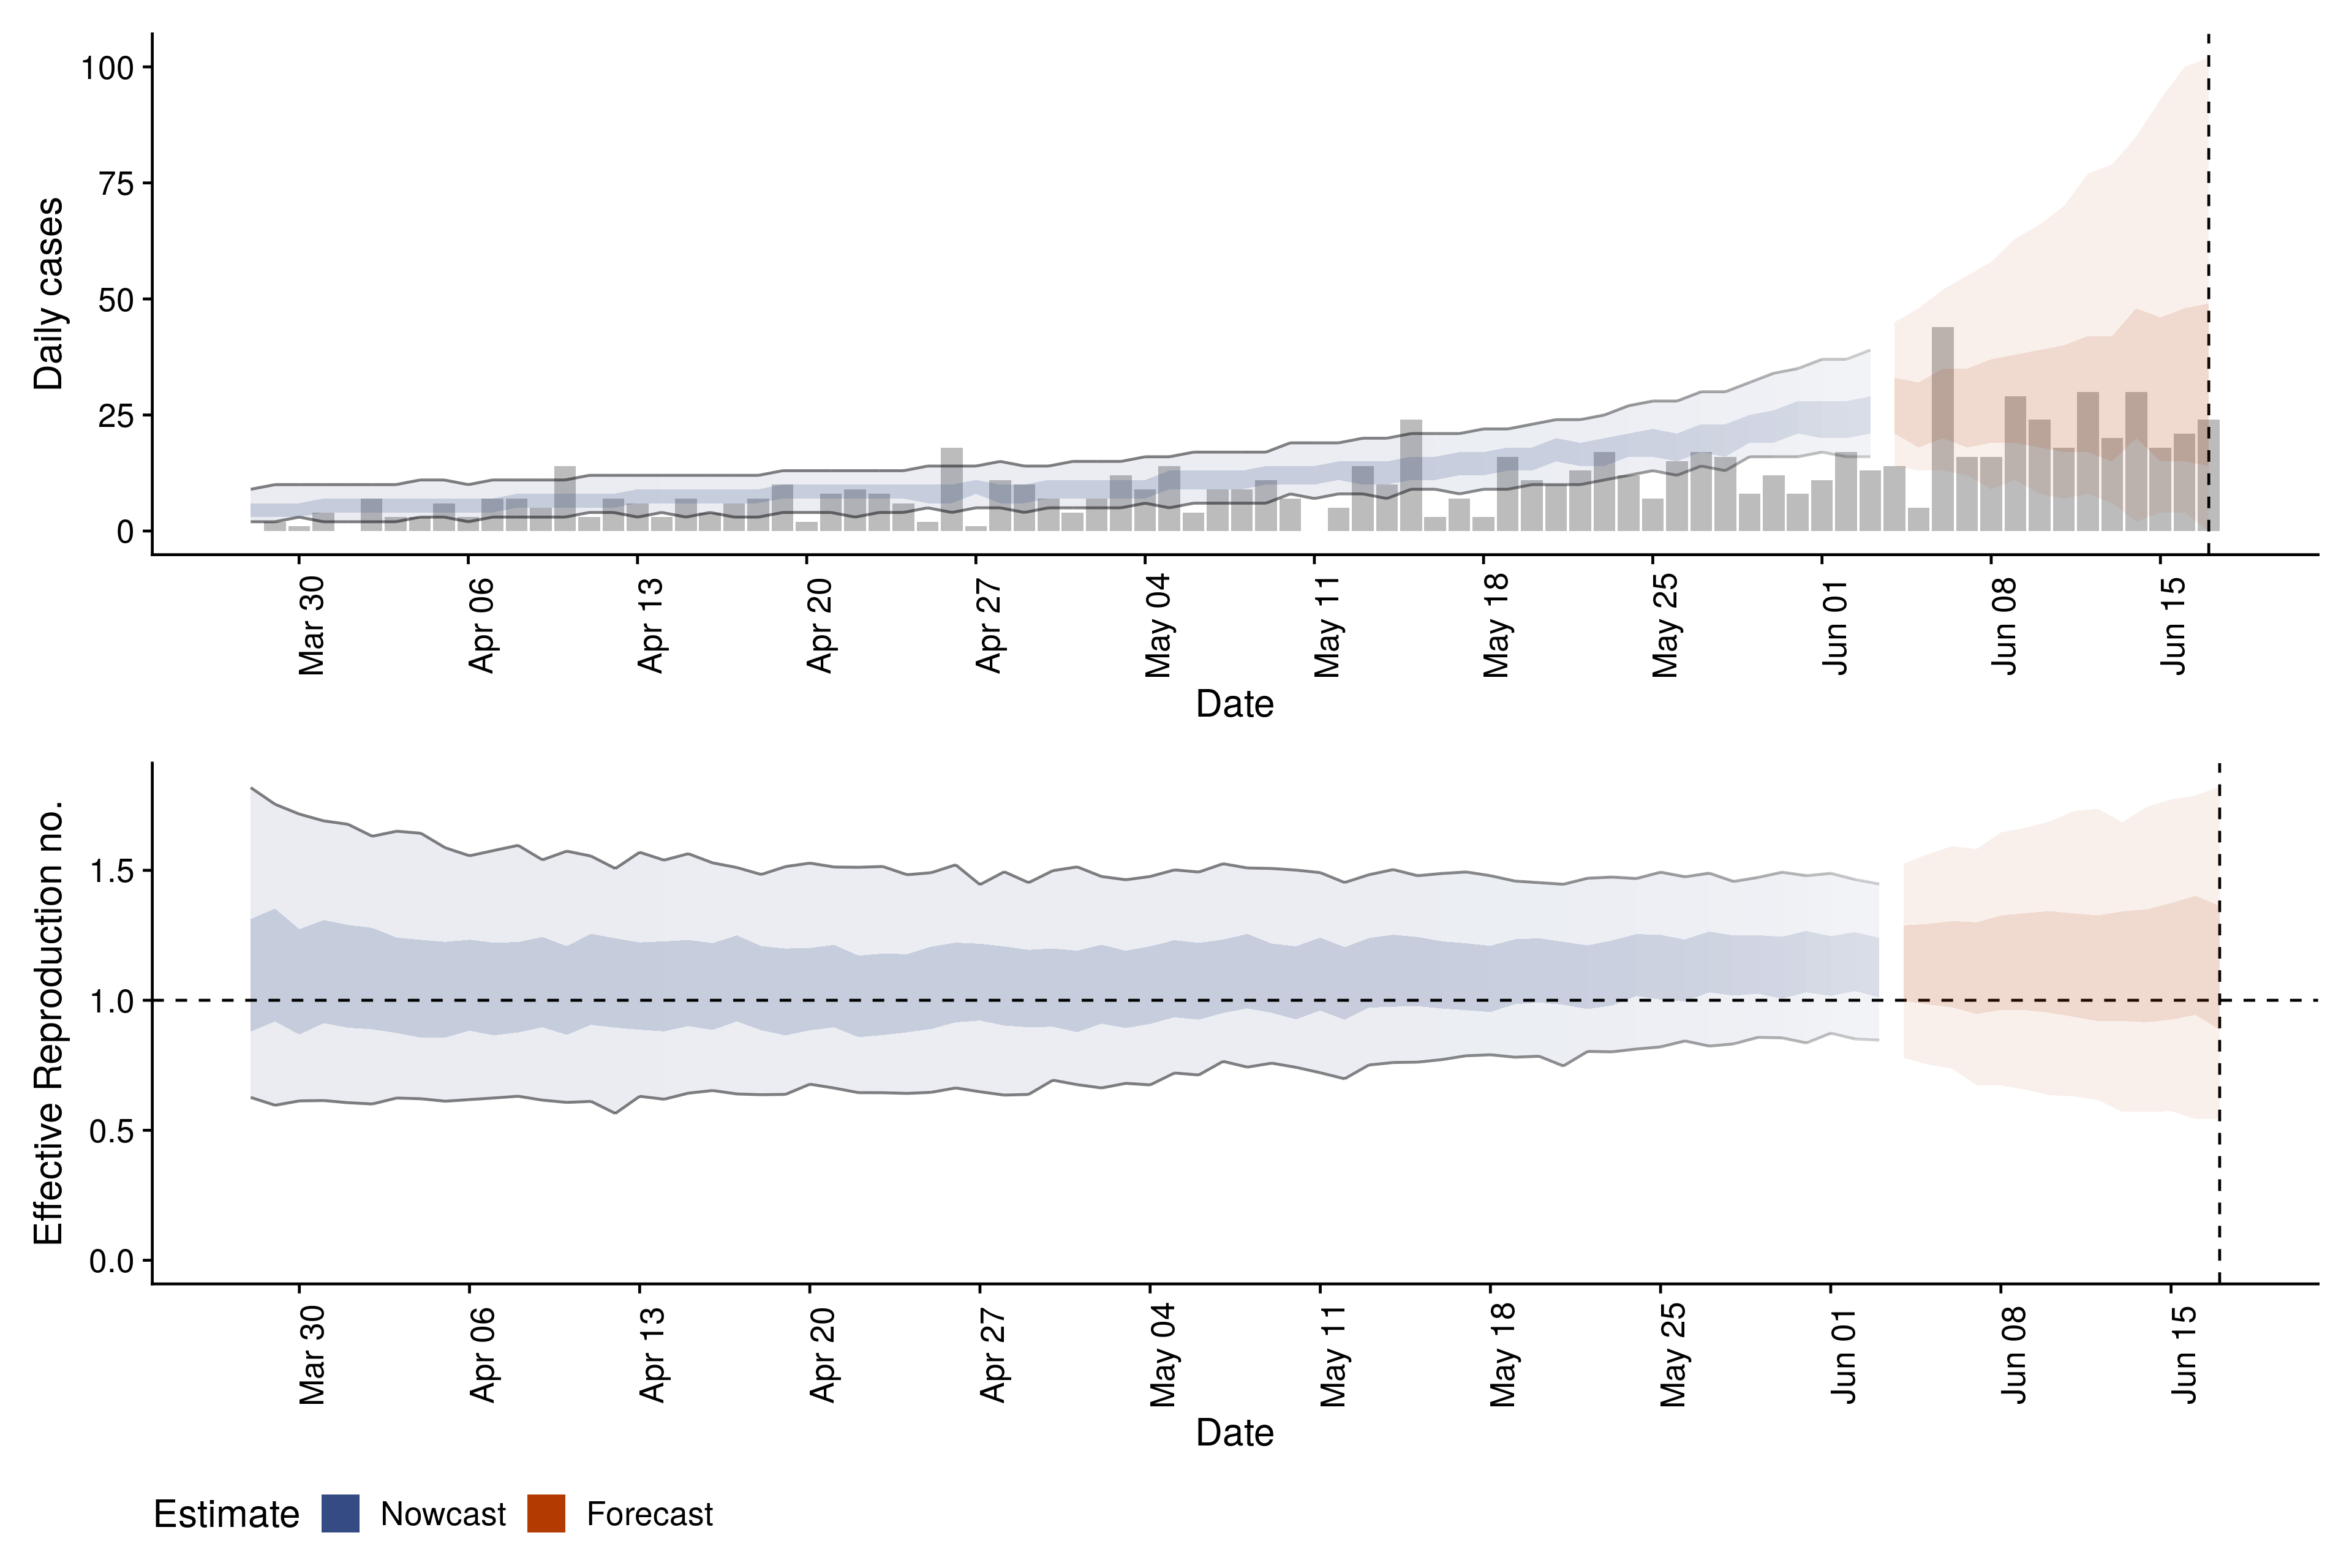 Daily cases
100
75
50
25
0
Mar 30
Apr 06
Apr 13
Apr 20
Apr 27
May 04
May 11
May 18
May 25
Jun 01
Jun 08
Jun 15
Date
Effective Reproduction no.
1.5
1.0
0.5
0.0
Mar 30
Apr 06
Apr 13
Apr 20
Apr 27
May 04
May 11
May 18
May 25
Jun 01
Jun 08
Jun 15
Date
Estimate Nowcast Forecast